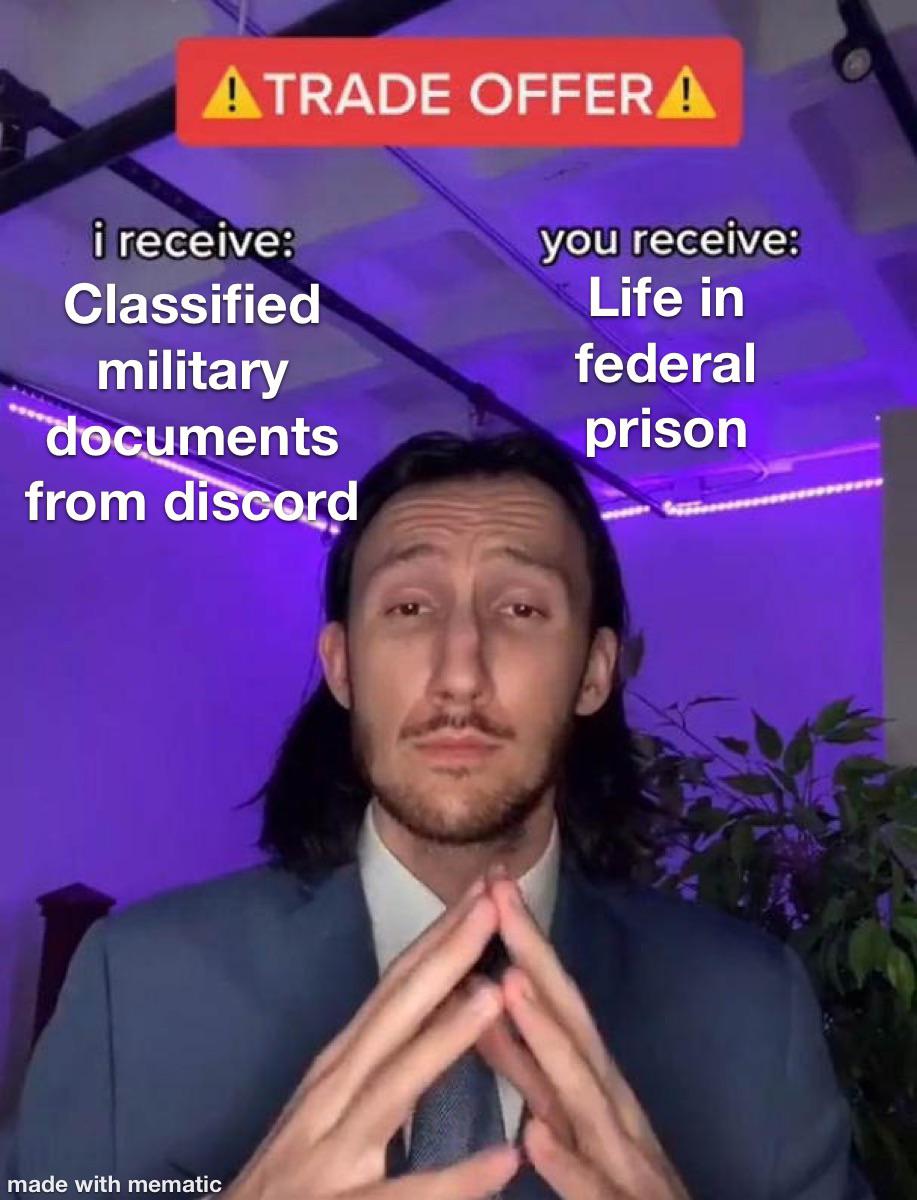 ⚠TRADE OFFER⚠
i receive:
Classified
military
documents
from discord
you receive:
Life in
federal
prison
made with mematic